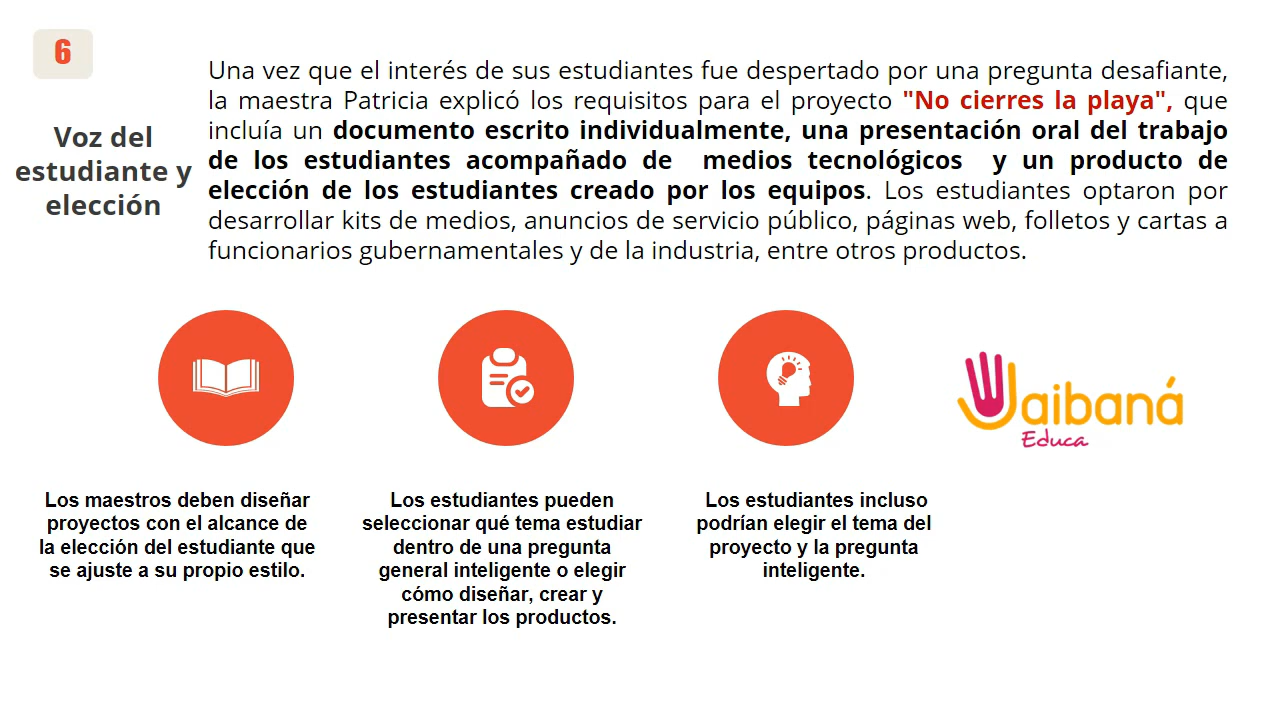 6
Voz del
estudiante y
elección
Una vez que el interés de sus estudiantes fue despertado por una pregunta desafiante,
la maestra Patricia explicó los requisitos para el proyecto "No cierres la playa", que
incluía un documento escrito individualmente, una presentación oral del trabajo
de los estudiantes acompañado de medios tecnológicos y un producto de
elección de los estudiantes creado por los equipos. Los estudiantes optaron por
desarrollar kits de medios, anuncios de servicio público, páginas web, folletos y cartas a
funcionarios gubernamentales y de la industria, entre otros productos.
Jaibaná
Educa
Los maestros deben diseñar
proyectos con el alcance de
la elección del estudiante que
se ajuste a su propio estilo.
Los estudiantes pueden
seleccionar qué tema estudiar
dentro de una pregunta
general inteligente o elegir
cómo diseñar, crear y
presentar los productos.
Los estudiantes incluso
podrían elegir el tema del
proyecto y la pregunta
inteligente.